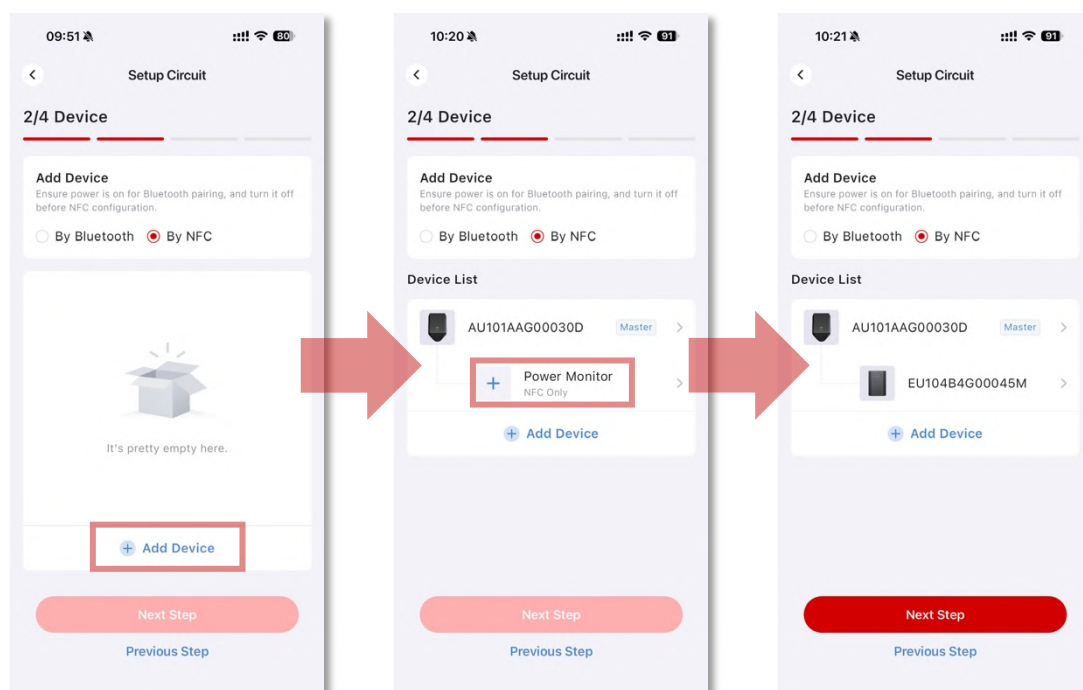 09:51
80
Setup Circuit
2/4 Device
Add Device
Ensure power is on for Bluetooth pairing, and turn it off
before NFC configuration.
By Bluetooth
By NFC
It's pretty empty here.
+ Add Device
Next Step
Previous Step
10:20
91
Setup Circuit
2/4 Device
Add Device
Ensure power is on for Bluetooth pairing, and turn it off
before NFC configuration.
By Bluetooth
By NFC
Device List
AU101AAG00030D
Master
+ Power Monitor
NFC Only
+ Add Device
Next Step
Previous Step
10:21
91
Setup Circuit
2/4 Device
Add Device
Ensure power is on for Bluetooth pairing, and turn it off
before NFC configuration.
By Bluetooth
By NFC
Device List
AU101AAG00030D
Master
EU104B4G00045M
+ Add Device
Next Step
Previous Step